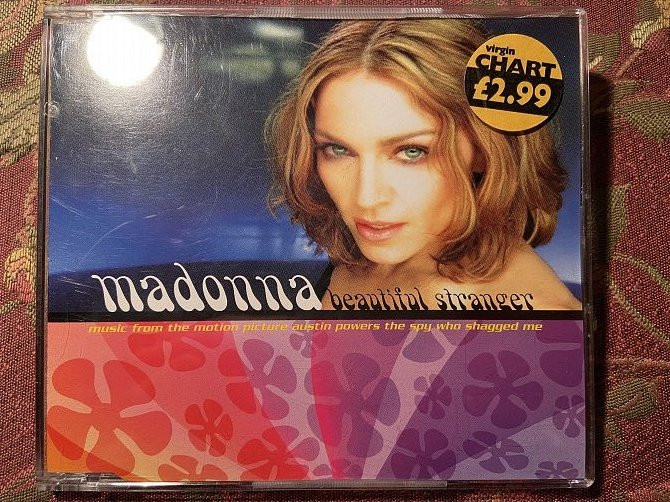 virgin
CHART
£2.99
madonna
beautiful stranger
music from the motion picture austin powers the spy who shagged me